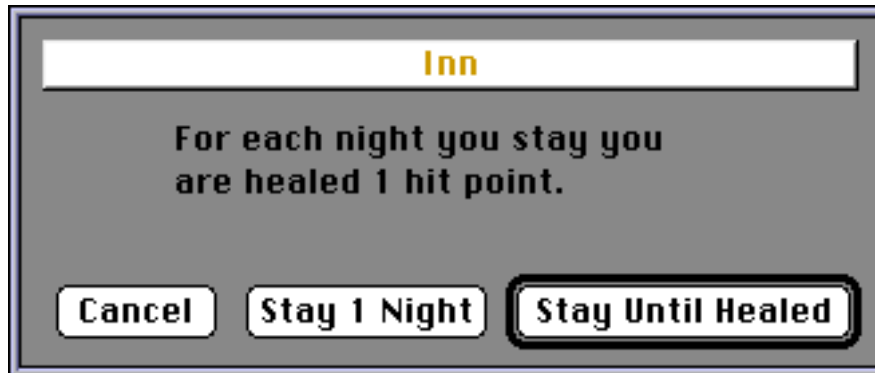 Inn
For each night you stay you
are healed 1 hit point.
Cancel
Stay 1 Night
Stay Until Healed